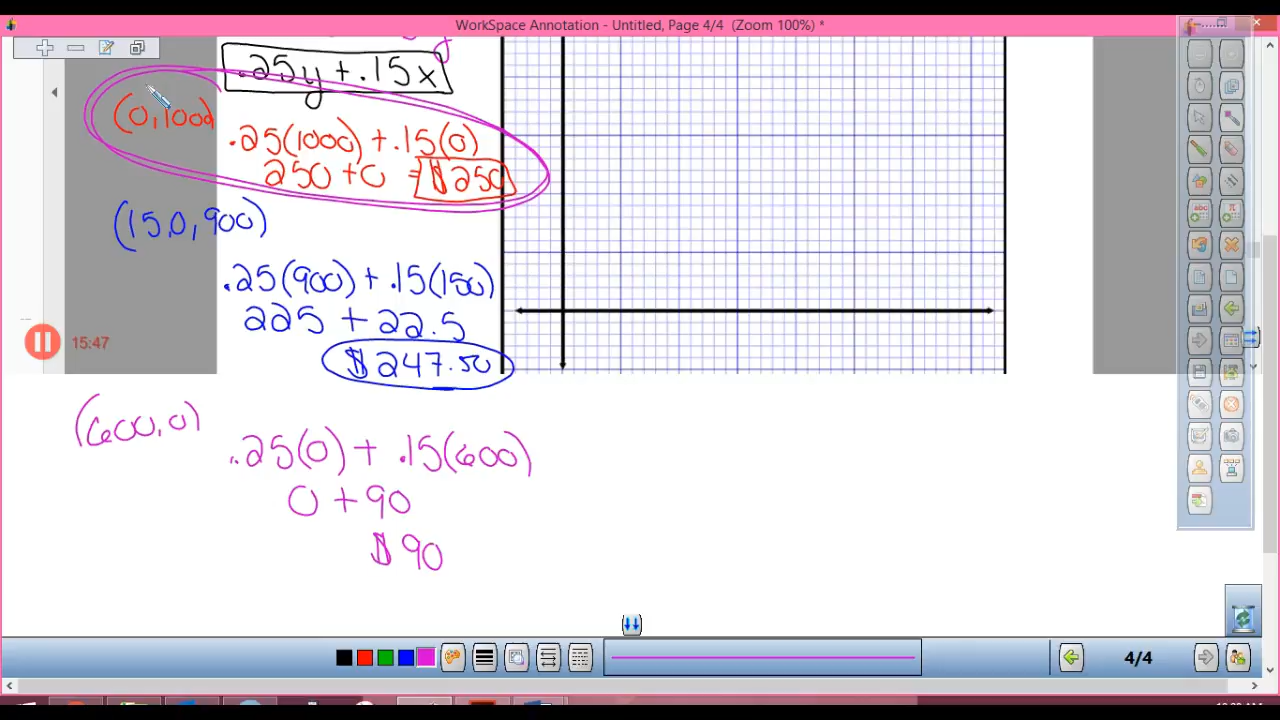 WorkSpace Annotation - Untitled, Page 4/4 (Zoom 100%) *
.25y + .15x
(0,1000)
.25(1000) + .15(0)
250 + 0 = $250
(150,900)
.25(900) + .15(150)
225 + 22.5
$247.50
15:47
(600,0)
.25(0) + .15(600)
0 + 90
$90
4/4